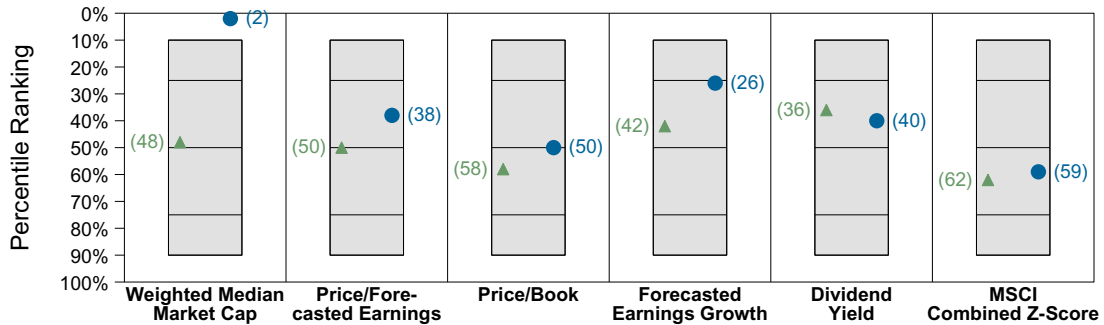 Percentile Ranking
0%
10%
20%
30%
40%
50%
60%
70%
80%
90%
100%
(2)
(48)
(38)
(50)
(50)
(58)
(26)
(42)
(36)
(40)
(59)
(62)
Weighted Median
Market Cap
Price/Fore-
casted Earnings
Price/Book
Forecasted
Earnings Growth
Dividend
Yield
MSCI
Combined Z-Score